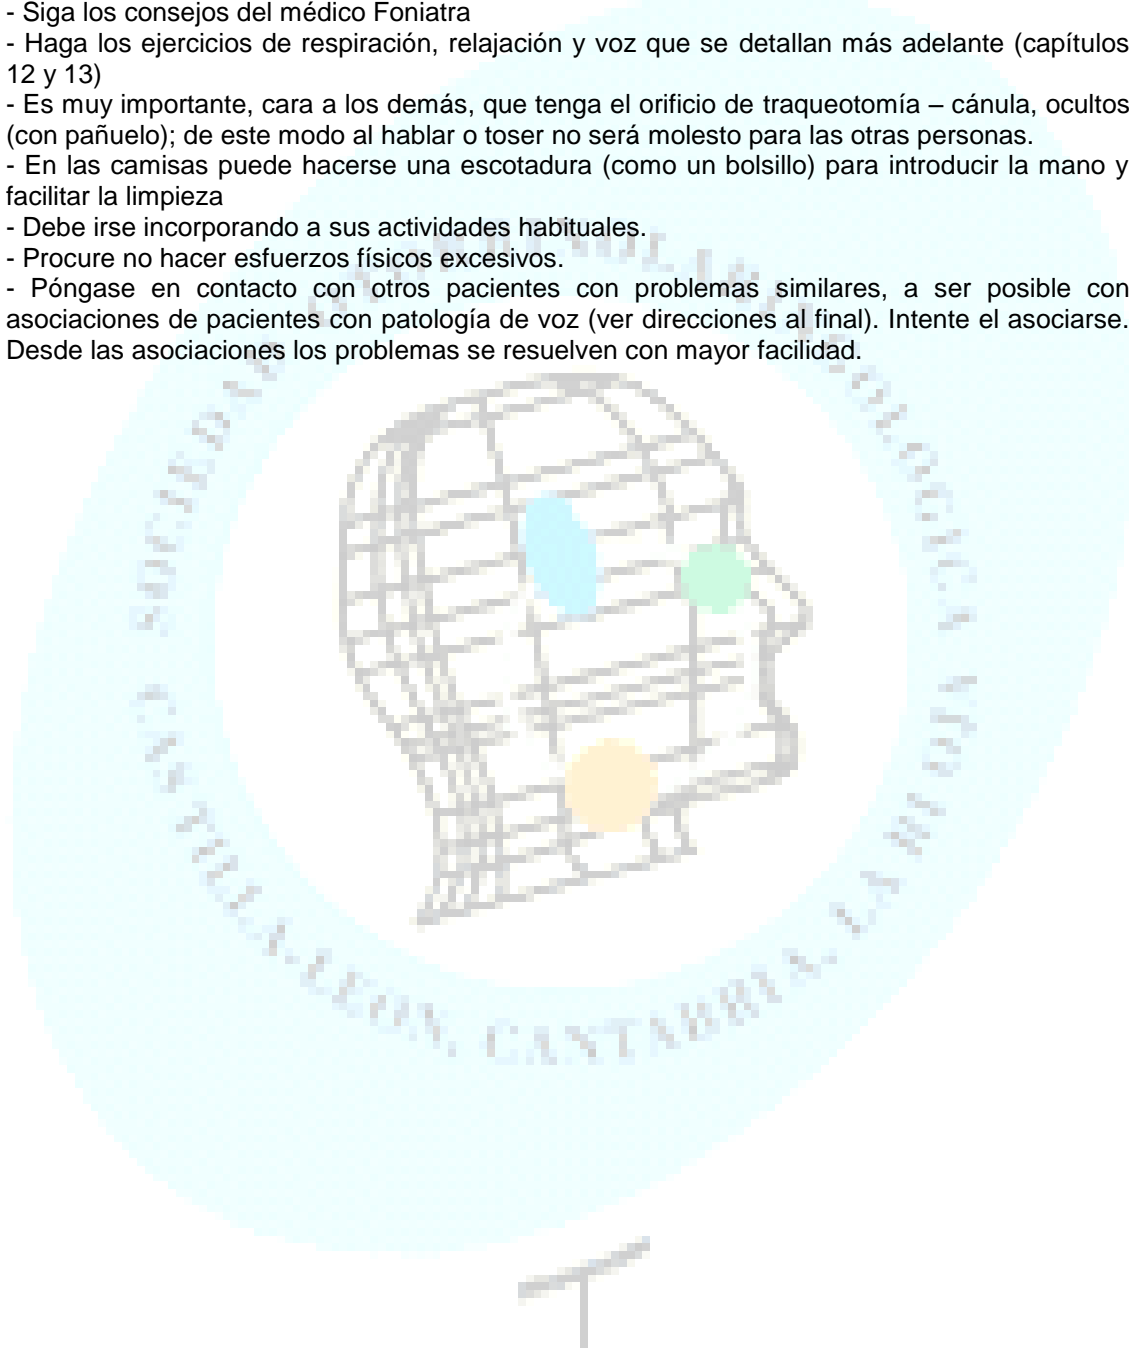 - Siga los consejos del médico Foniatra
- Haga los ejercicios de respiración, relajación y voz que se detallan más adelante (capítulos
12 y 13)
- Es muy importante, cara a los demás, que tenga el orificio de traqueotomía – cánula, ocultos
(con pañuelo); de este modo al hablar o toser no será molesto para las otras personas.
- En las camisas puede hacerse una escotadura (como un bolsillo) para introducir la mano y
facilitar la limpieza
- Debe irse incorporando a sus actividades habituales.
- Procure no hacer esfuerzos físicos excesivos.
- Póngase en contacto con otros pacientes con problemas similares, a ser posible con
asociaciones de pacientes con patología de voz (ver direcciones al final). Intente el asociarse.
Desde las asociaciones los problemas se resuelven con mayor facilidad.
SOCIEDAD
CASTILLA-LEON, CANTABRIA, LA RIOJA